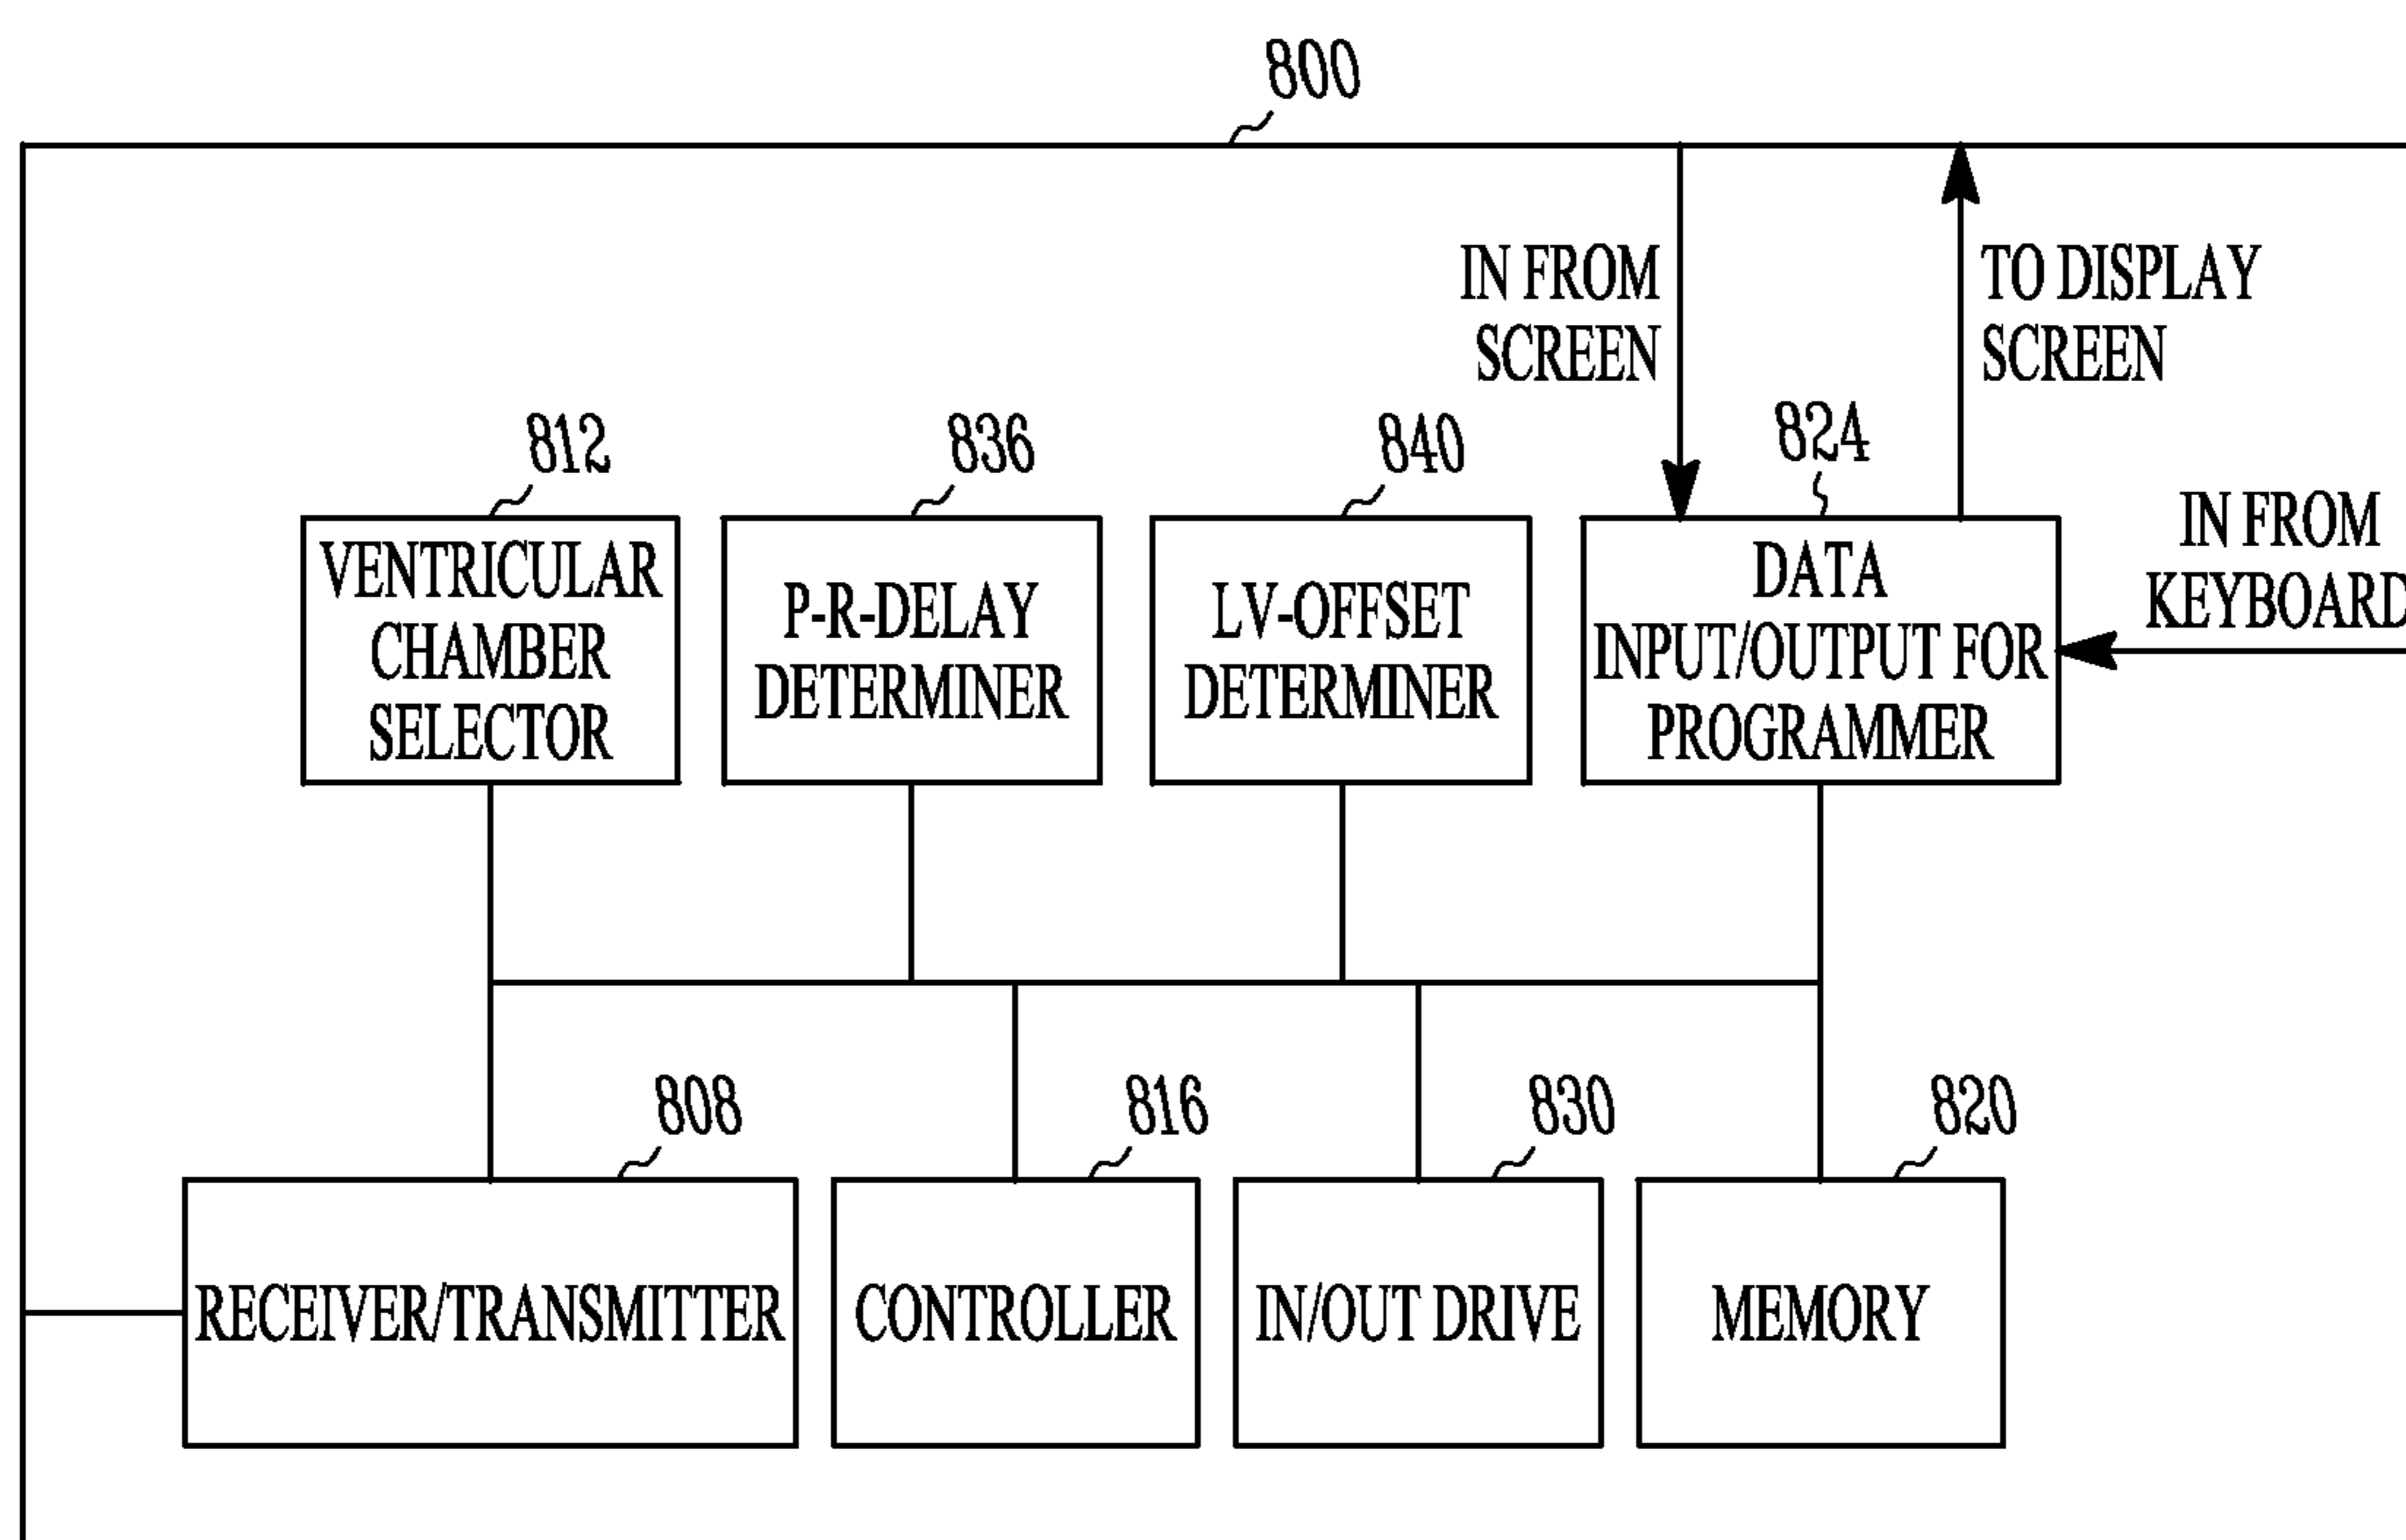 800
IN FROM
SCREEN
TO DISPLAY
SCREEN
812
836
840
824
IN FROM
KEYBOARD
VENTRICULAR
CHAMBER
SELECTOR
P-R-DELAY
DETERMINER
LV-OFFSET
DETERMINER
DATA
INPUT/OUTPUT FOR
PROGRAMMER
808
816
830
820
RECEIVER/TRANSMITTER
CONTROLLER
IN/OUT DRIVE
MEMORY